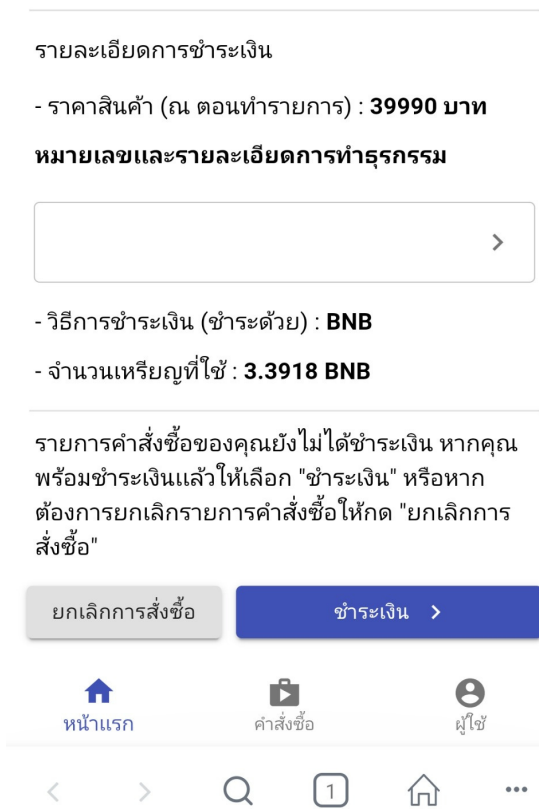 รายละเอียดการชำระเงิน
- ราคาสินค้า (ณ ตอนทำรายการ) : 39990 บาท
หมายเลขและรายละเอียดการทำธุรกรรม
- วิธีการชำระเงิน (ชำระด้วย) : BNB
- จำนวนเหรียญที่ใช้ : 3.3918 BNB
รายการคำสั่งซื้อของคุณยังไม่ได้ชำระเงิน หากคุณ
พร้อมชำระเงินแล้วให้เลือก "ชำระเงิน" หรือหาก
ต้องการยกเลิกรายการคำสั่งซื้อให้กด "ยกเลิกการ
สั่งซื้อ"
ยกเลิกการสั่งซื้อ
ชำระเงิน
หน้าแรก
คำสั่งซื้อ
ผู้ใช้
1